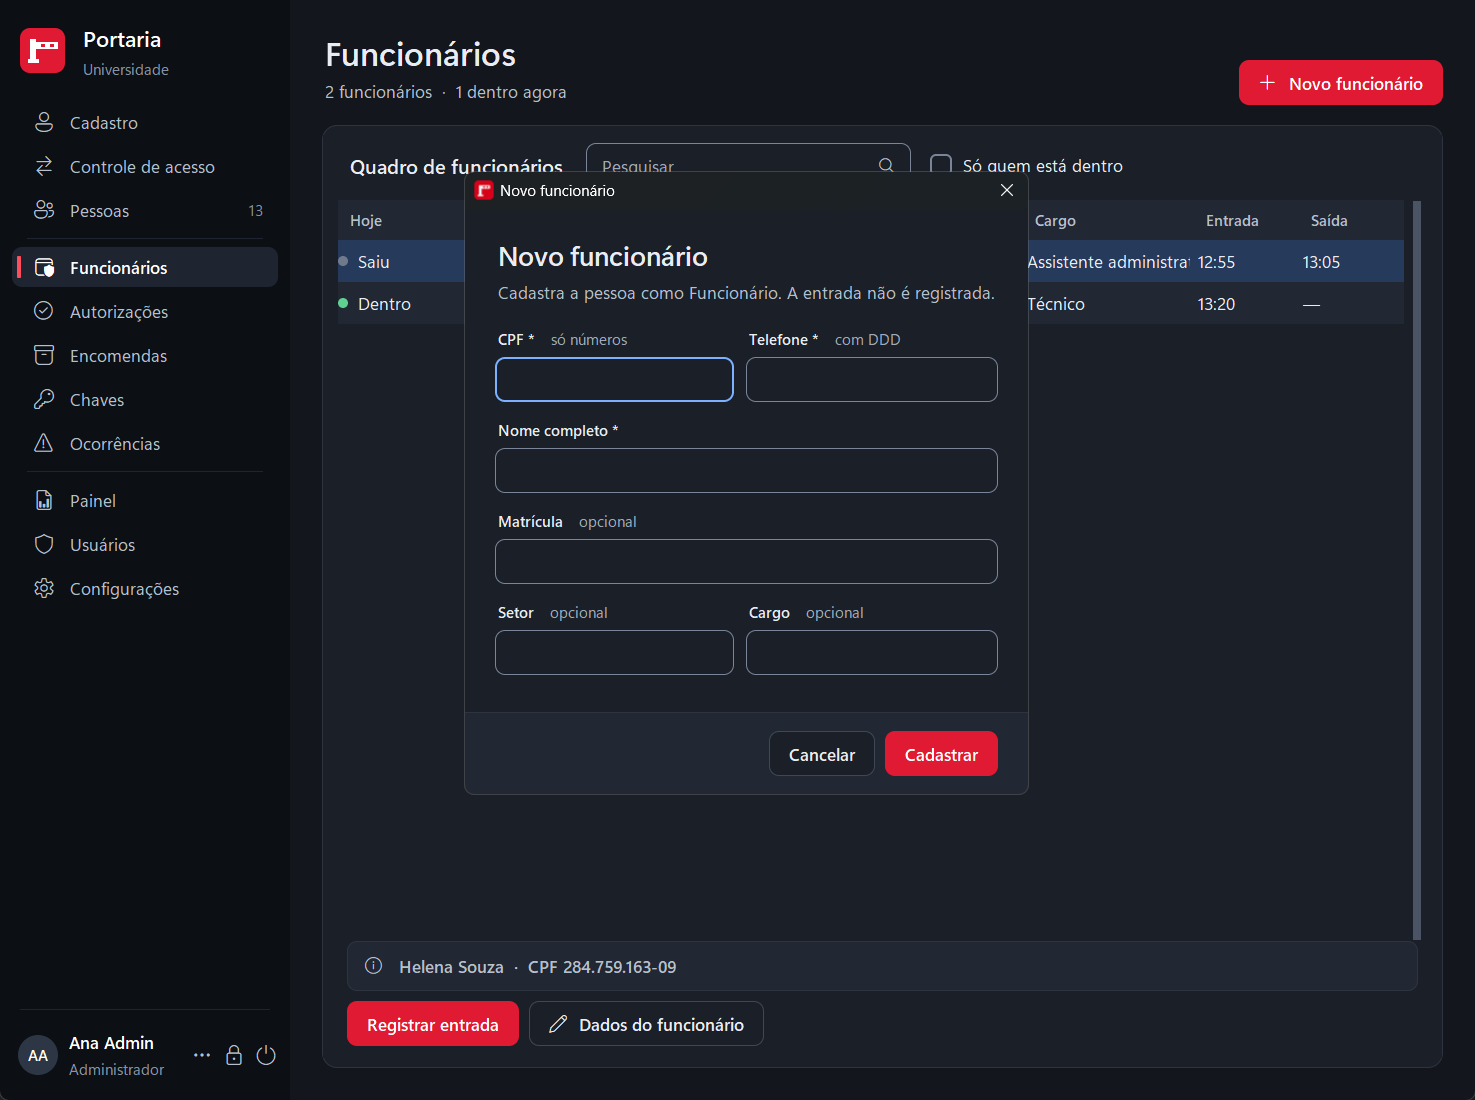 Portaria
Universidade
Cadastro
Controle de acesso
Pessoas 13
Funcionários
Autorizações
Encomendas
Chaves
Ocorrências
Painel
Usuários
Configurações
AA
Ana Admin
Administrador
Funcionários
2 funcionários · 1 dentro agora
Novo funcionário
Quadro de funcionários
Pesquisar
Só quem está dentro
Hoje Cargo Entrada Saída
Saiu Assistente administrat 12:55 13:05
Dentro Técnico 13:20 —
Novo funcionário
Novo funcionário
Cadastra a pessoa como Funcionário. A entrada não é registrada.
CPF * só números Telefone * com DDD
Nome completo *
Matrícula opcional
Setor opcional Cargo opcional
Cancelar Cadastrar
Helena Souza · CPF 284.759.163-09
Registrar entrada Dados do funcionário